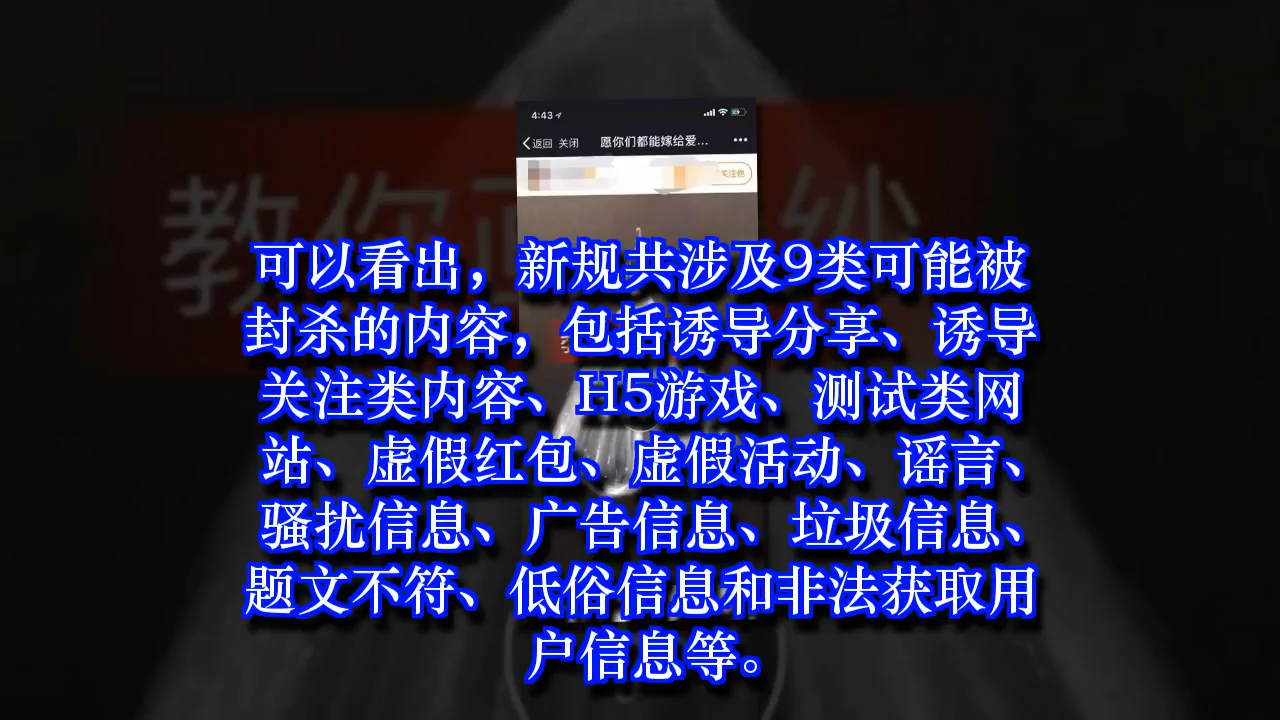 4:43
返回 关闭 愿你们都能嫁给爱...
关注他
教你
纱
可以看出，新规共涉及9类可能被
封杀的内容，包括诱导分享、诱导
关注类内容、H5游戏、测试类网
站、虚假红包、虚假活动、谣言、
骚扰信息、广告信息、垃圾信息、
题文不符、低俗信息和非法获取用
户信息等。